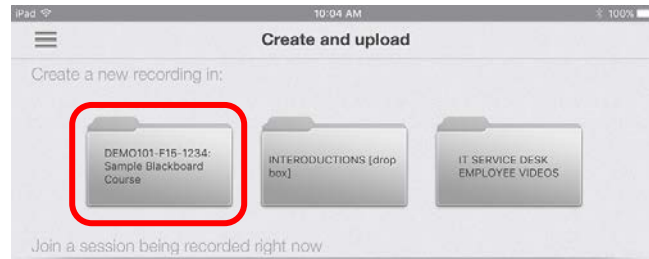 iPad 10:04 AM 100%
Create and upload
Create a new recording in:
DEMO101-F15-1234:
Sample Blackboard
Course
INTERODUCTIONS [drop
box]
IT SERVICE DESK
EMPLOYEE VIDEOS
Join a session being recorded right now